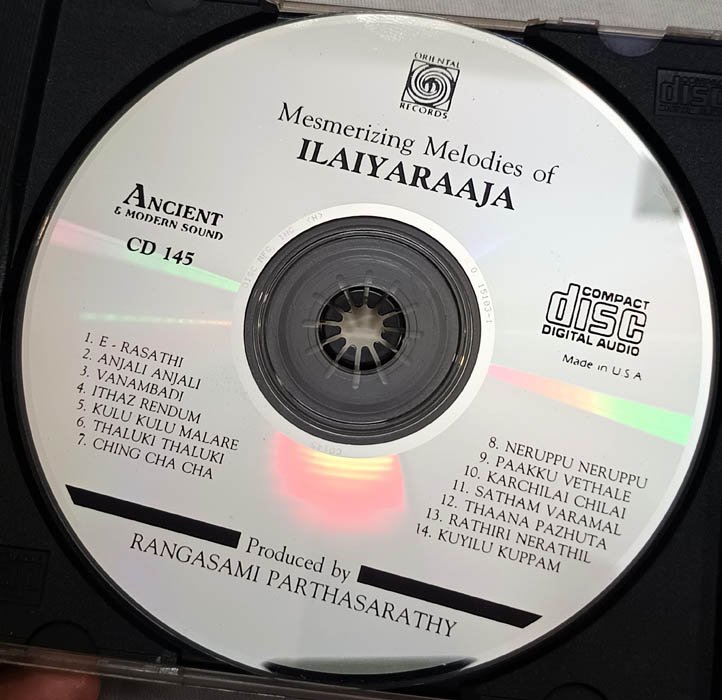 ORIENTAL
RECORDS
Mesmerizing Melodies of
ILAIYARAAJA
ANCIENT
& MODERN SOUND
CD 145
COMPACT
disc
DIGITAL AUDIO
Made in U.S.A
1. E - RASATHI
2. ANJALI ANJALI
3. VANAMBADI
4. ITHAZ RENDUM
5. KULU KULU MALARE
6. THALUKI THALUKI
7. CHING CHA CHA
8. NERUPPU NERUPPU
9. PAAKKU VETHALE
10. KARCHILAI CHILAI
11. SATHAM VARAMAL
12. THAANA PAZHUTA
13. RATHIRI NERATHIL
14. KUYILU KUPPAM
Produced by
RANGASAMI PARTHASARATHY
disc